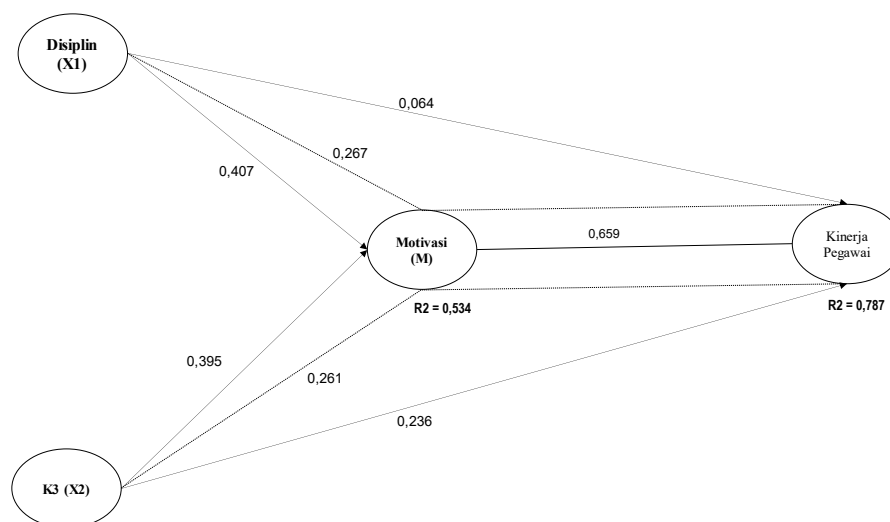 Disiplin
(X1)
0,064
0,267
0,407
Motivasi
(M)
0,659
Kinerja
Pegawai
R2 = 0,534
R2 = 0,787
0,395
0,261
0,236
K3 (X2)